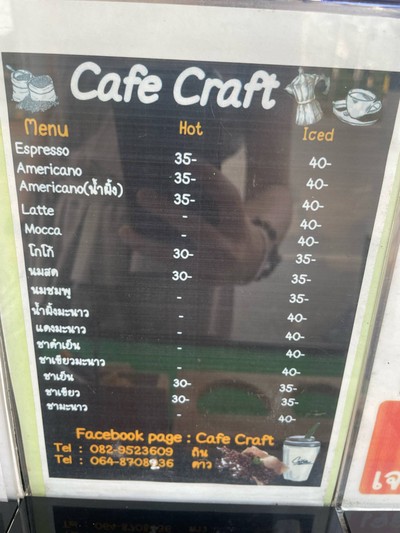 Cafe Craft
Menu Hot Iced
Espresso 35- 40-
Americano 35- 40-
Americano(น้ำผึ้ง) 35- 40-
Latte - 40-
Mocca - 40-
โกโก้ 30- 35-
นมสด 30- 35-
นมชมพู - 35-
น้ำผึ้งมะนาว - 40-
แดงมะนาว - 40-
ชาดำเย็น - 40-
ชาเขียวมะนาว - 40-
ชาเย็น 30- 35-
ชาเขียว 30- 35-
ชามะนาว - 40-
Facebook page : Cafe Craft
Tel : 082-9523609 ถิน
Tel : ดาว